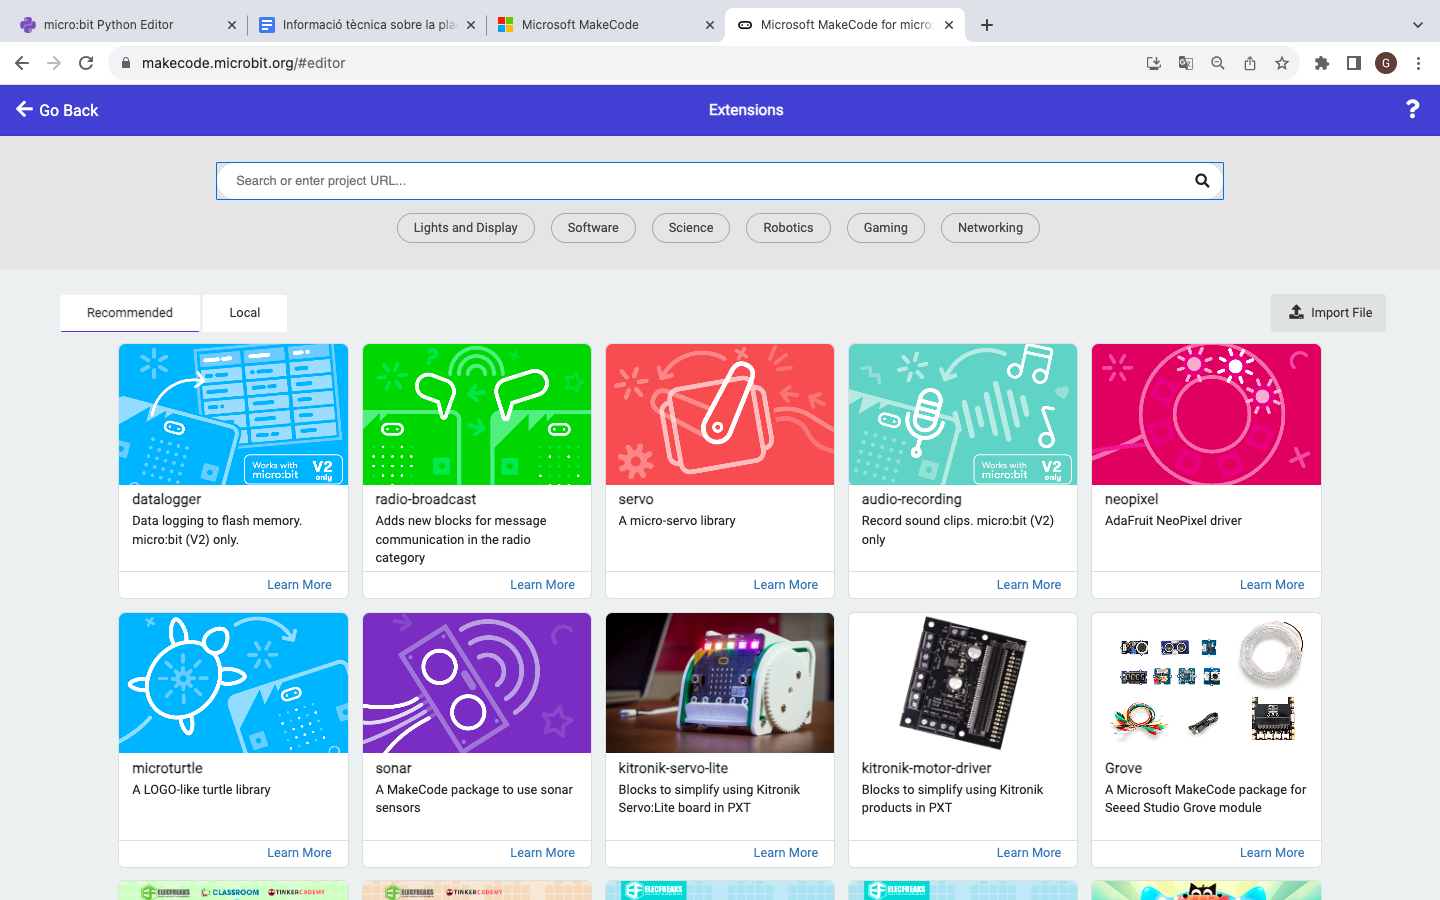 micro:bit Python Editor
Informació tècnica sobre la pla
Microsoft MakeCode
Microsoft MakeCode for micro:
makecode.microbit.org/#editor
G
Go Back
Extensions
?
Search or enter project URL...
Lights and Display
Software
Science
Robotics
Gaming
Networking
Recommended
Local
Import File
Works with
micro:bit
V2
only
Works with
micro:bit
V2
only
datalogger
Data logging to flash memory.
micro:bit (V2) only.
Learn More
radio-broadcast
Adds new blocks for message
communication in the radio
category
Learn More
servo
A micro-servo library
Learn More
audio-recording
Record sound clips. micro:bit (V2)
only
Learn More
neopixel
AdaFruit NeoPixel driver
Learn More
microturtle
A LOGO-like turtle library
Learn More
sonar
A MakeCode package to use sonar
sensors
Learn More
kitronik-servo-lite
Blocks to simplify using Kitronik
Servo:Lite board in PXT
Learn More
kitronik-motor-driver
Blocks to simplify using Kitronik
products in PXT
Learn More
Grove
A Microsoft MakeCode package for
Seeed Studio Grove module
Learn More
ELECFREAKS
CLASSROOM
TINKERCADEMY
ELECFREAKS
TINKERCADEMY
ELECFREAKS
ELECFREAKS